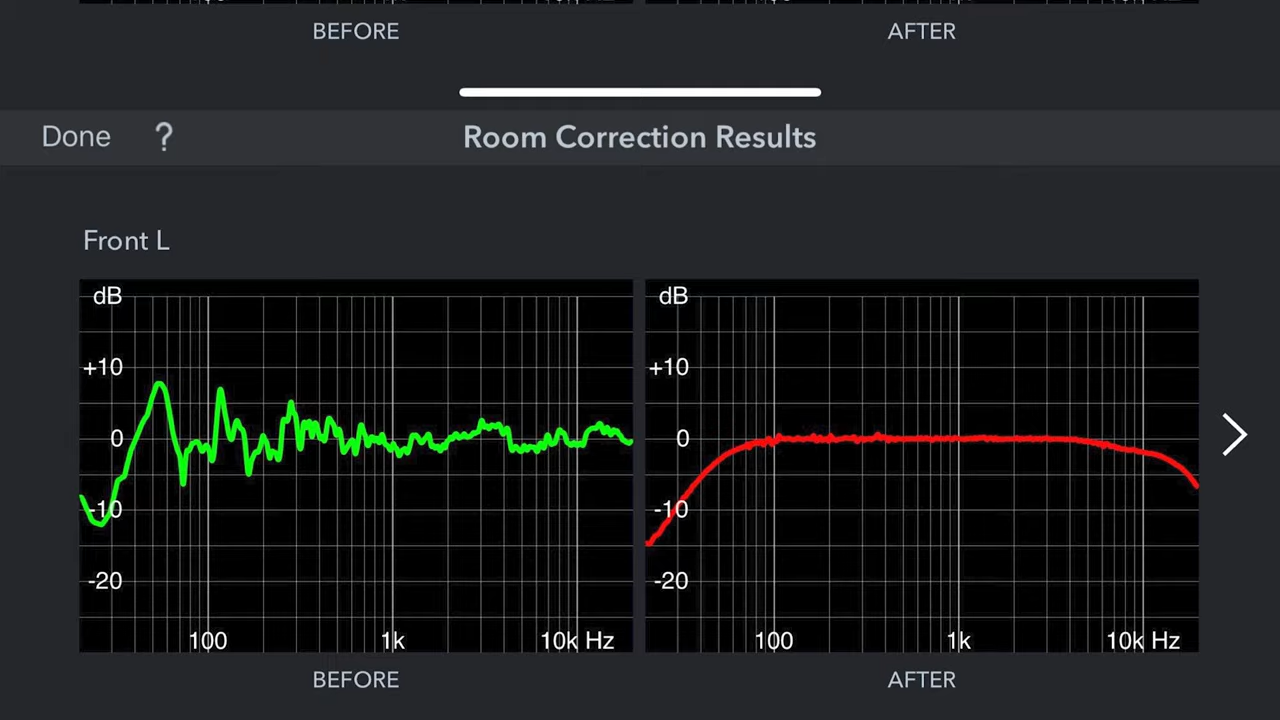 BEFORE AFTER
Done ? Room Correction Results
Front L
dB dB
+10 +10
0 0
-10 -10
-20 -20
100 1k 10k Hz 100 1k 10k Hz
BEFORE AFTER